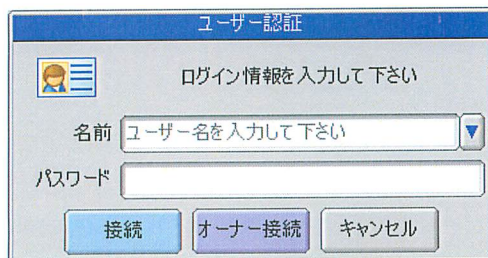 ユーザー認証
ログイン情報を入力して下さい
名前 ユーザー名を入力して下さい
パスワード
接続 オーナー接続 キャンセル